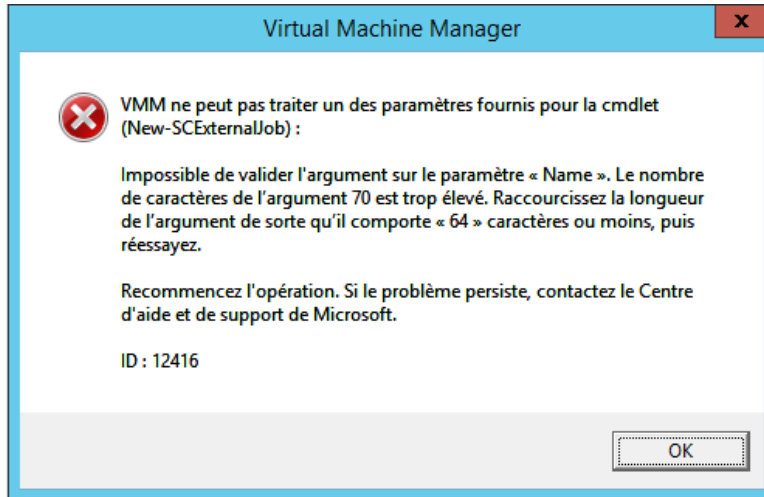 Virtual Machine Manager
x
VMM ne peut pas traiter un des paramètres fournis pour la cmdlet
(New-SCExternalJob) :
Impossible de valider l'argument sur le paramètre « Name ». Le nombre
de caractères de l’argument 70 est trop élevé. Raccourcissez la longueur
de l’argument de sorte qu’il comporte « 64 » caractères ou moins, puis
réessayez.
Recommencez l'opération. Si le problème persiste, contactez le Centre
d'aide et de support de Microsoft.
ID : 12416
OK